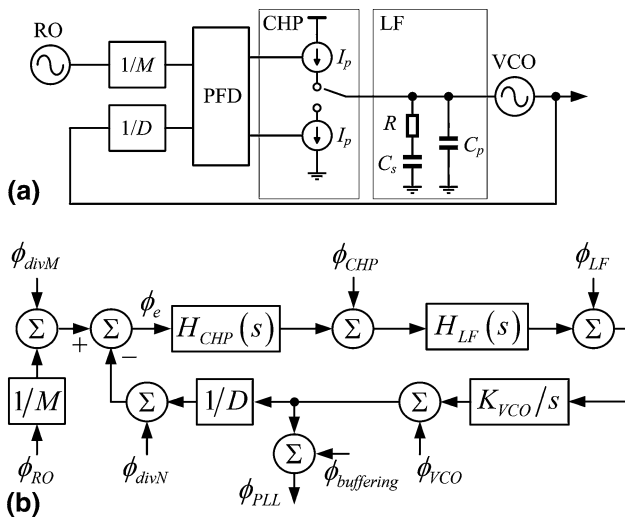 CHP
LF
RO
VCO
1/M
PFD
I_p
1/D
I_p
R
C_s
C_p
(a)
ϕ_divM
ϕ_CHP
ϕ_LF
ϕ_e
Σ
Σ
H_CHP(s)
Σ
H_LF(s)
Σ
+
−
1/M
Σ
1/D
Σ
K_VCO/s
Σ
ϕ_RO
ϕ_divN
ϕ_PLL
ϕ_buffering
ϕ_VCO
(b)